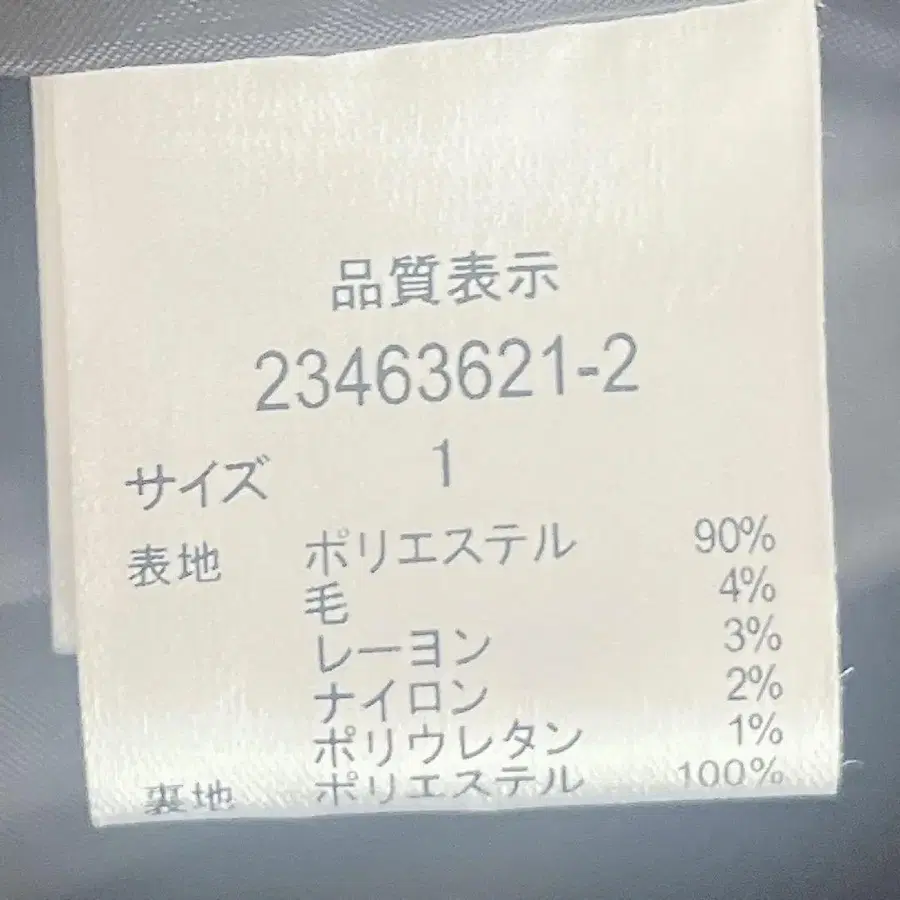 品質表示
23463621-2
サイズ 1
表地 ポリエステル 90%
毛 4%
レーヨン 3%
ナイロン 2%
ポリウレタン 1%
裏地 ポリエステル 100%